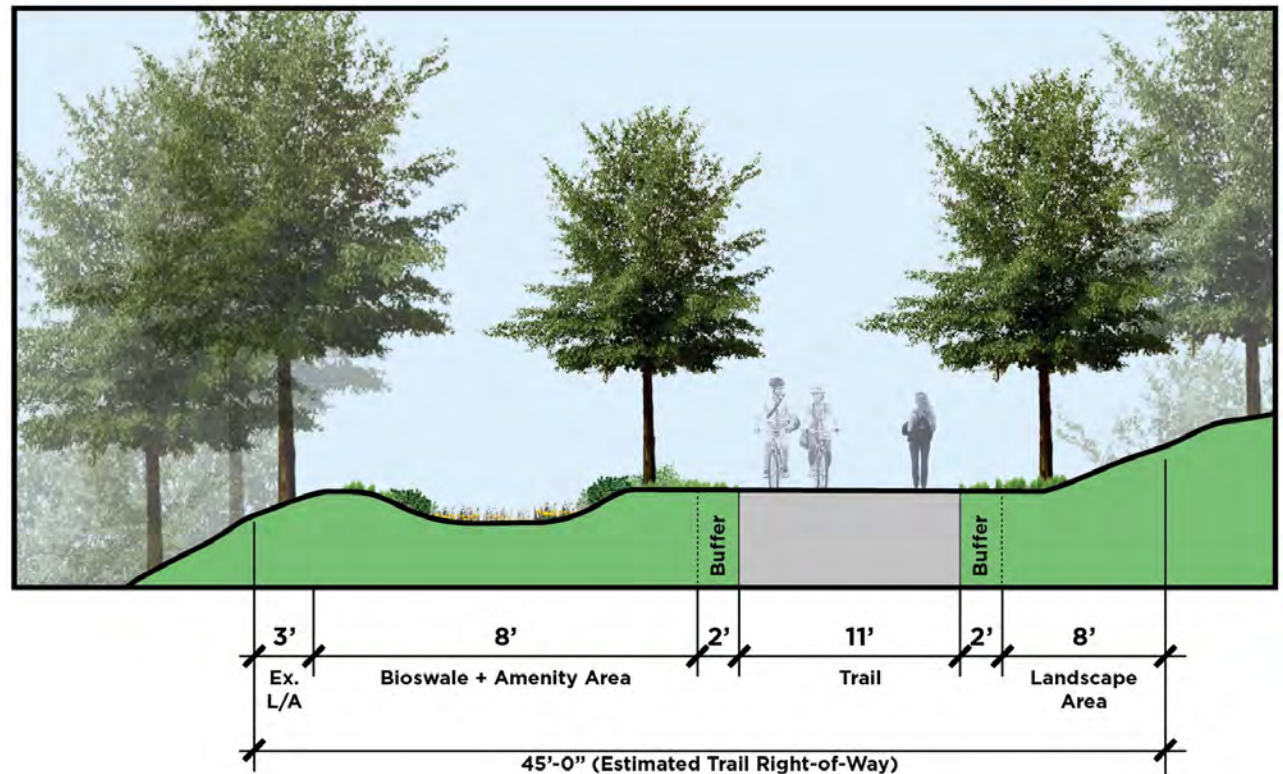 Buffer
Buffer
3' 8' 2' 11' 2' 8'
Ex.
L/A
Bioswale + Amenity Area
Trail
Landscape
Area
45'-0" (Estimated Trail Right-of-Way)